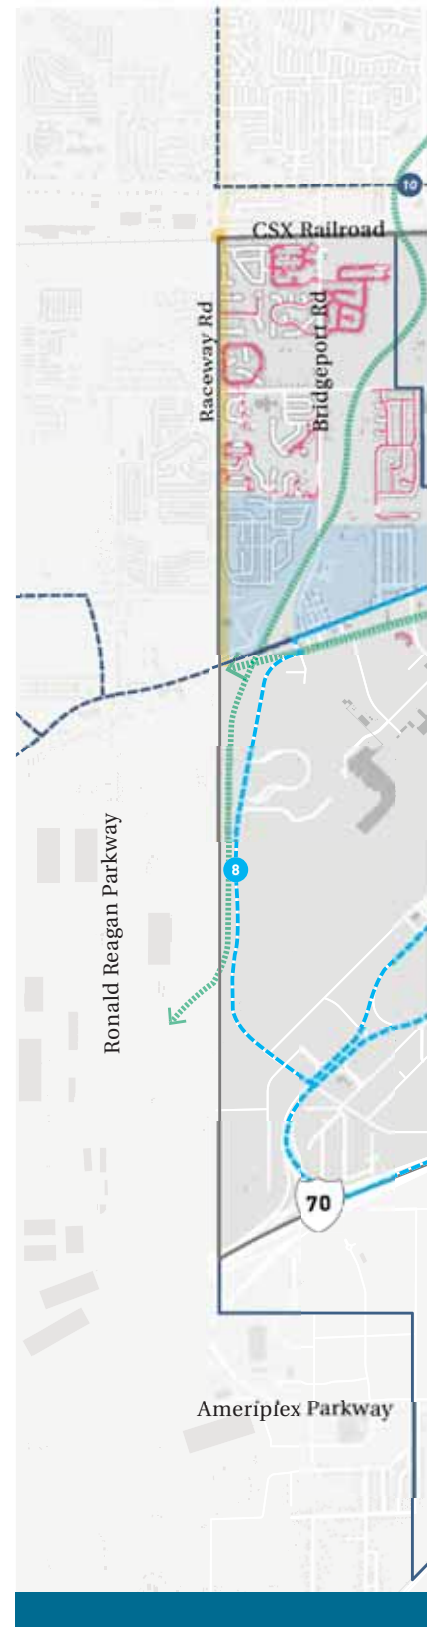 10
CSX Railroad
Raceway Rd
Bridgeport Rd
8
Ronald Reagan Parkway
70
Ameriplex Parkway